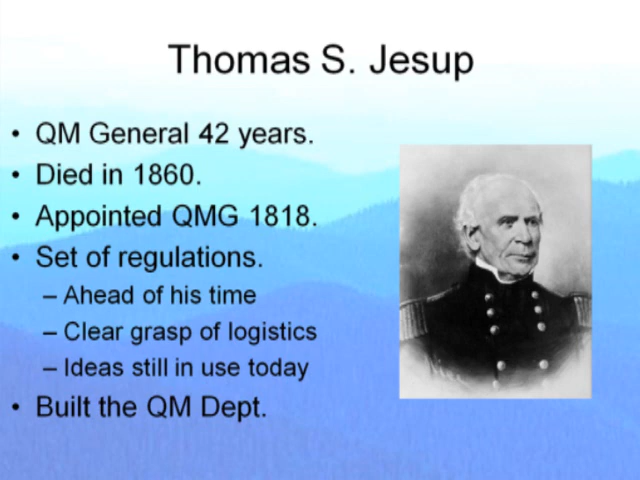 Thomas S. Jesup
• QM General 42 years.
• Died in 1860.
• Appointed QMG 1818.
• Set of regulations.
– Ahead of his time
– Clear grasp of logistics
– Ideas still in use today
• Built the QM Dept.